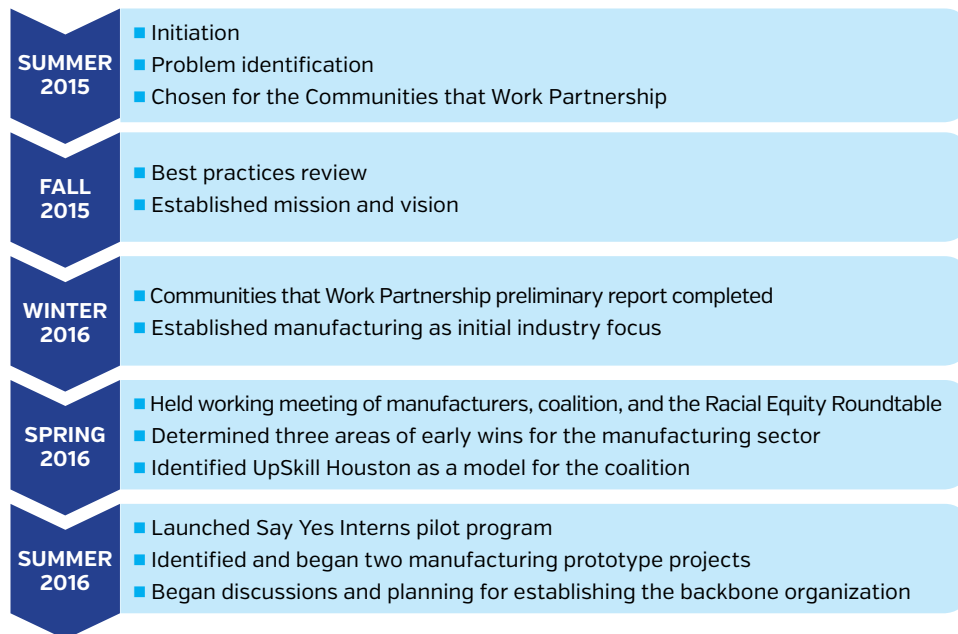 SUMMER
2015
■ Initiation
■ Problem identification
■ Chosen for the Communities that Work Partnership
FALL
2015
■ Best practices review
■ Established mission and vision
WINTER
2016
■ Communities that Work Partnership preliminary report completed
■ Established manufacturing as initial industry focus
SPRING
2016
■ Held working meeting of manufacturers, coalition, and the Racial Equity Roundtable
■ Determined three areas of early wins for the manufacturing sector
■ Identified UpSkill Houston as a model for the coalition
SUMMER
2016
■ Launched Say Yes Interns pilot program
■ Identified and began two manufacturing prototype projects
■ Began discussions and planning for establishing the backbone organization